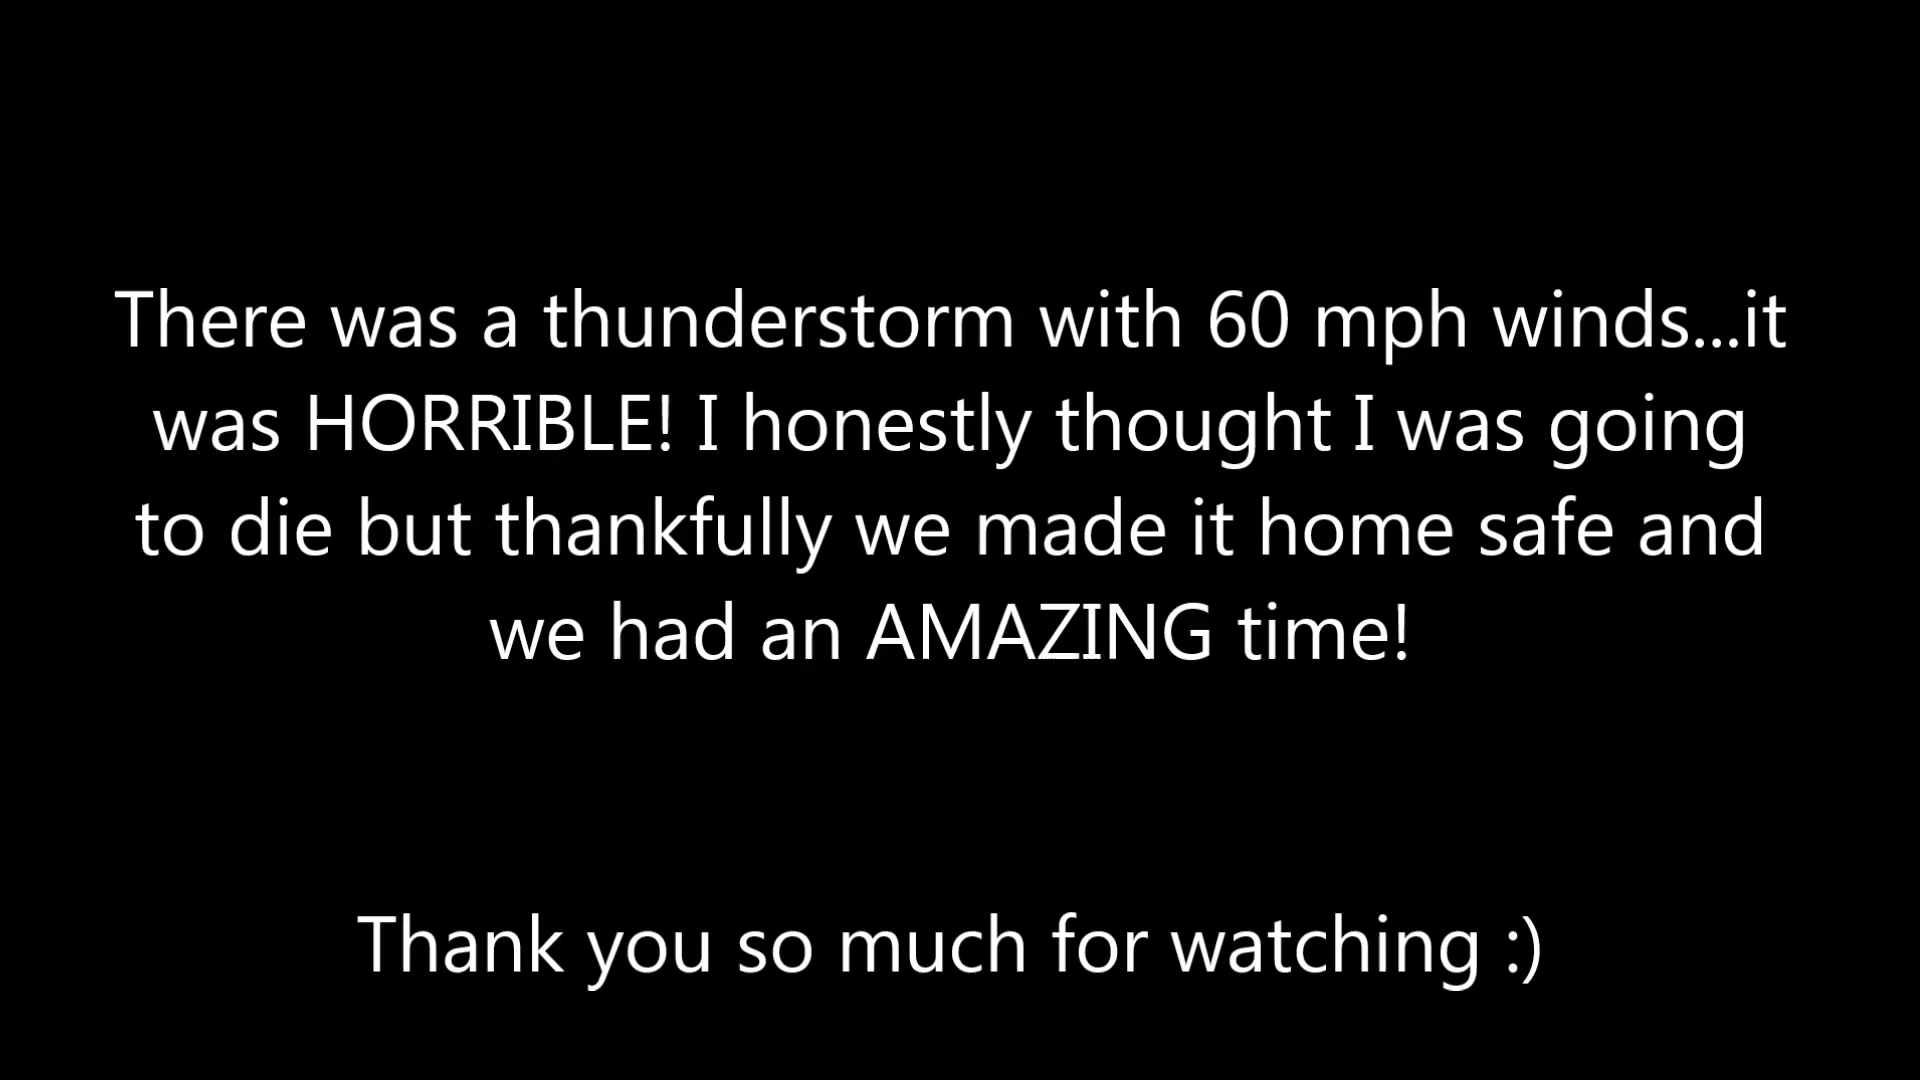 There was a thunderstorm with 60 mph winds...it
was HORRIBLE! I honestly thought I was going
to die but thankfully we made it home safe and
we had an AMAZING time!
Thank you so much for watching :)